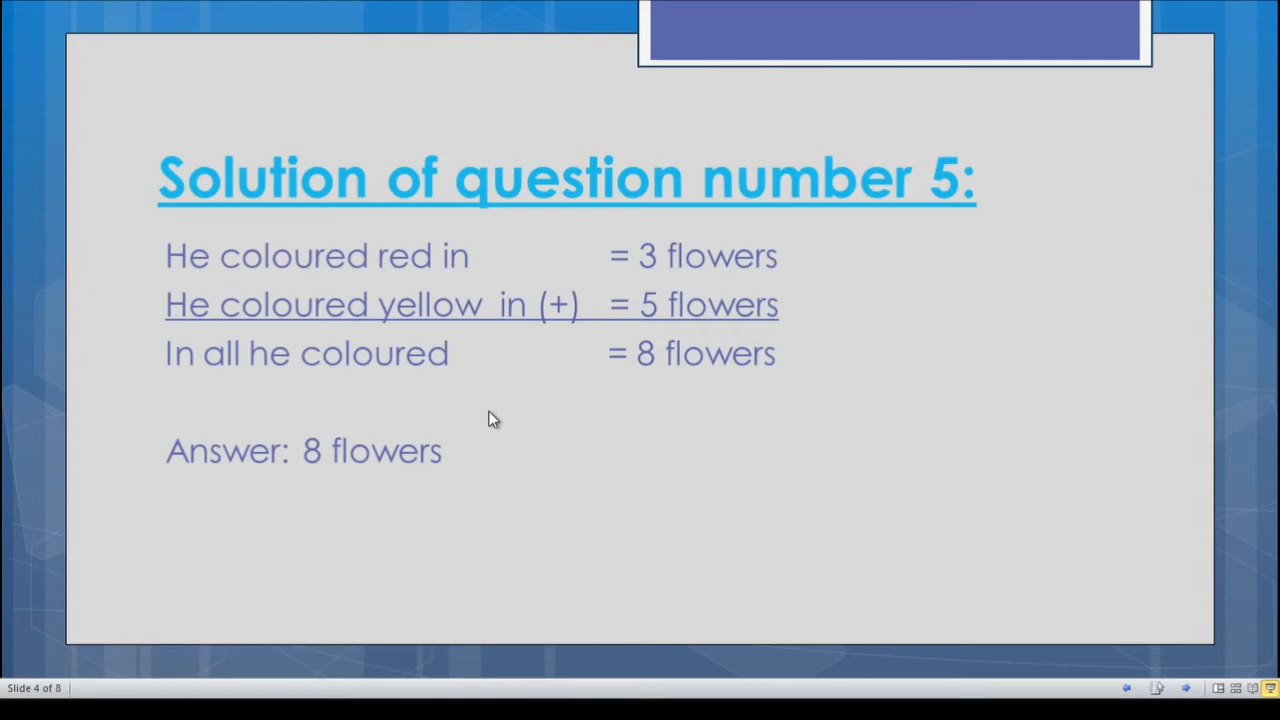 Solution of question number 5:
He coloured red in = 3 flowers
He coloured yellow in (+) = 5 flowers
In all he coloured = 8 flowers
Answer: 8 flowers
Slide 4 of 8